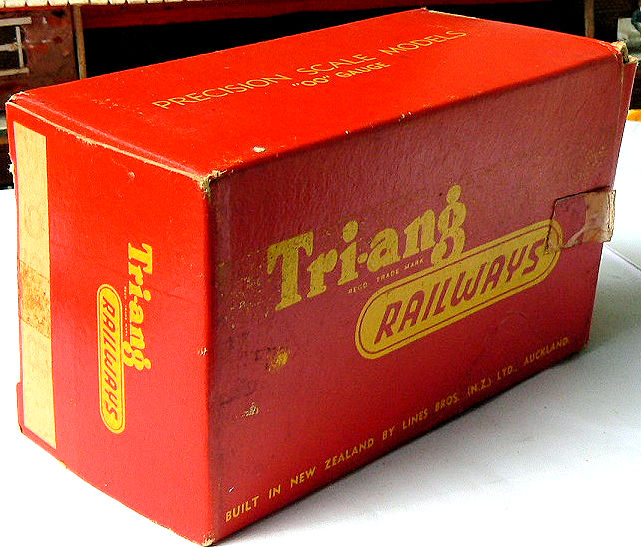 PRECISION SCALE MODELS
"OO" GAUGE
Tri-ang
REGD TRADE MARK
RAILWAYS
BUILT IN NEW ZEALAND BY LINES BROS. (N.Z.) LTD., AUCKLAND.
Tri-ang
RAILWAYS